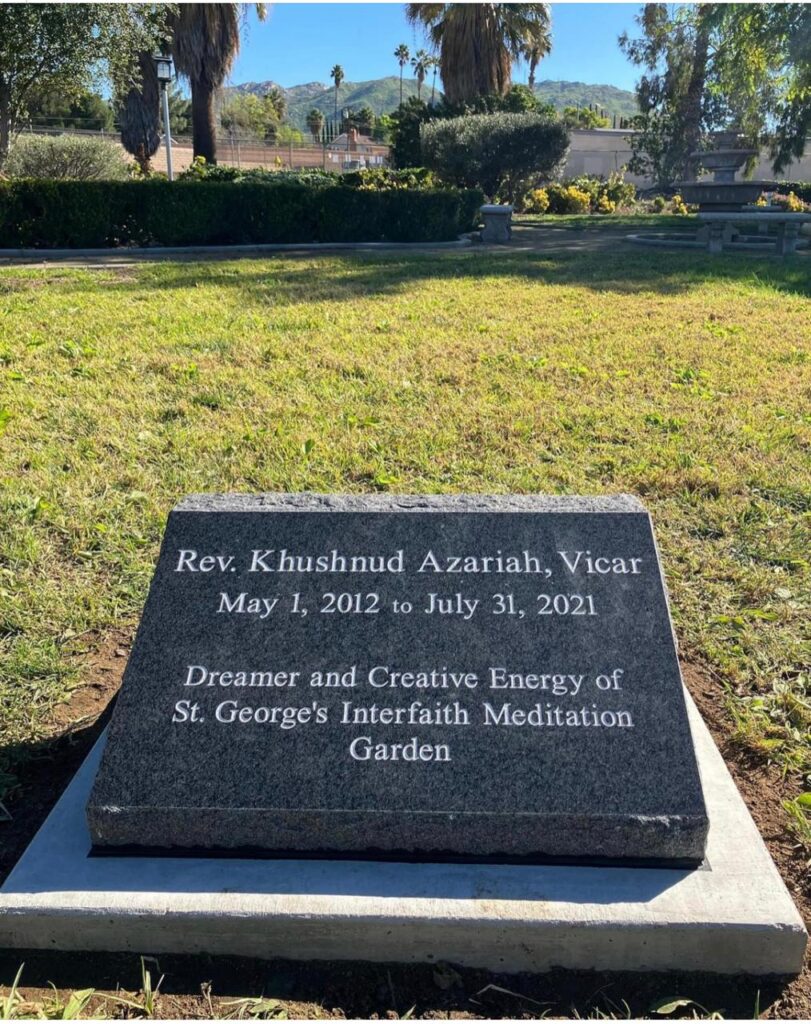 Rev. Khushnud Azariah, Vicar
May 1, 2012 to July 31, 2021
Dreamer and Creative Energy of
St. George's Interfaith Meditation
Garden